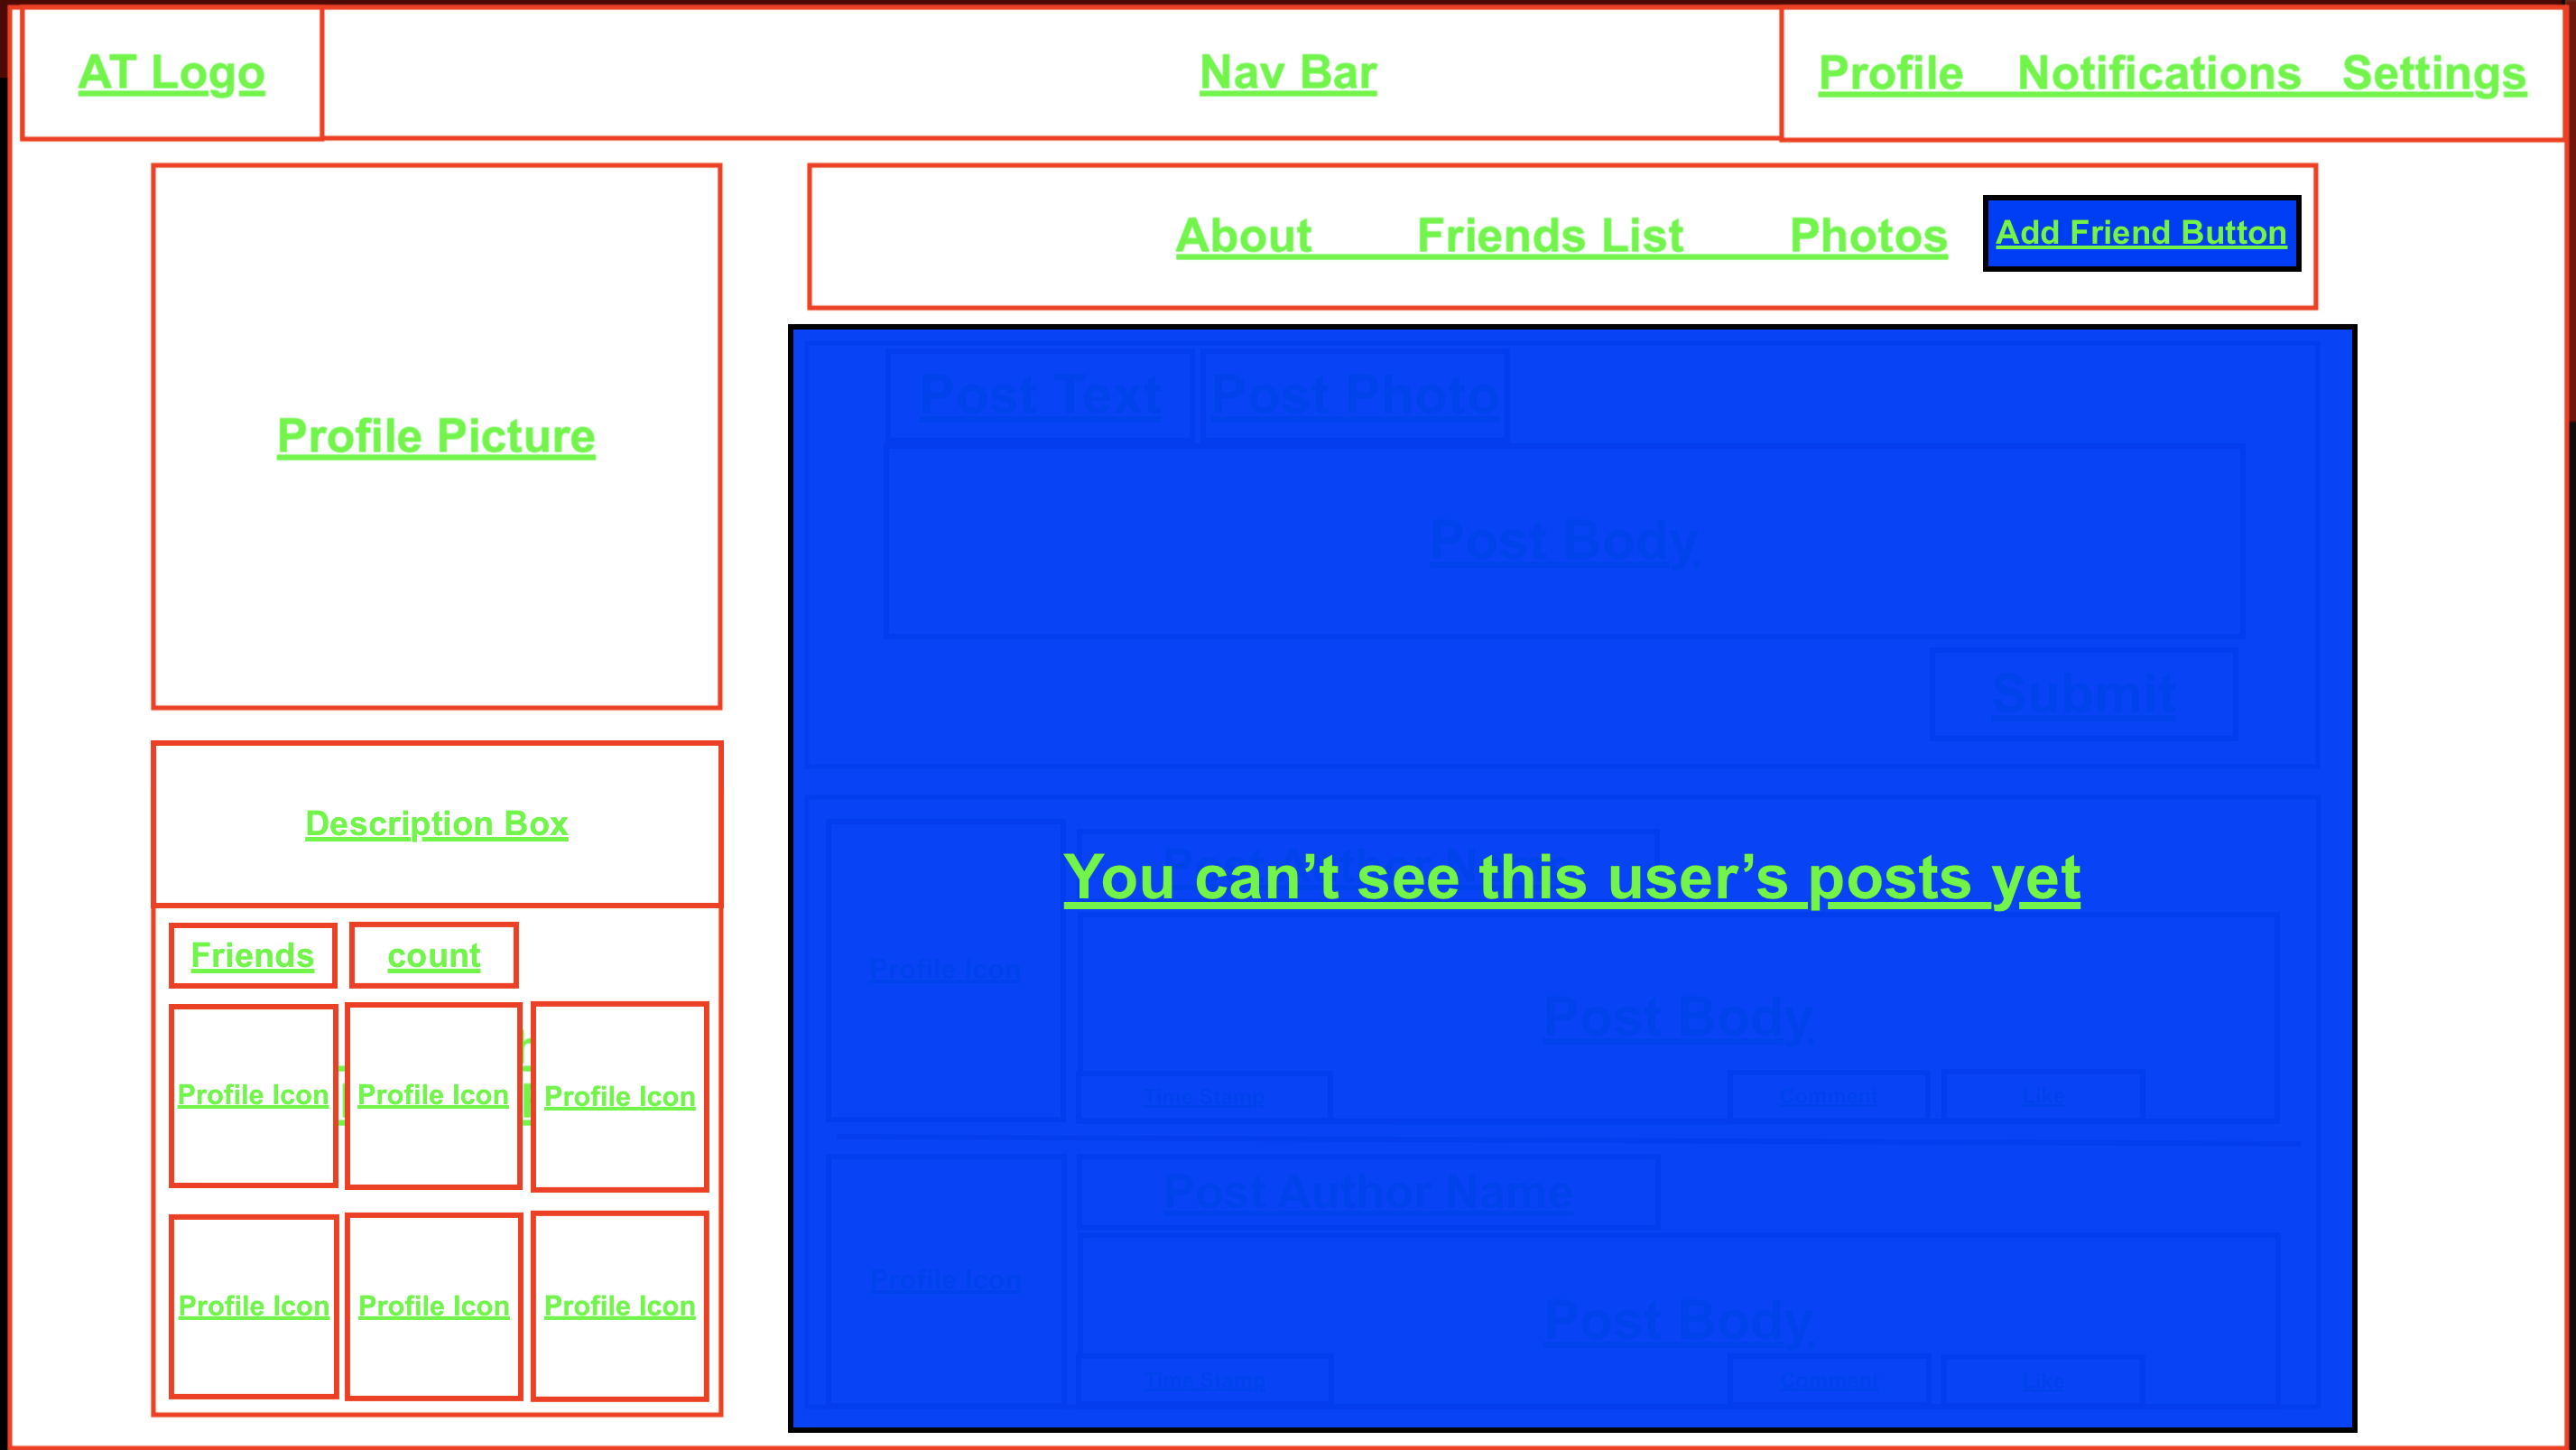 AT Logo
Nav Bar
Profile Notifications Settings
About Friends List Photos
Add Friend Button
Profile Picture
Post Text
Post Photo
Post Body
Submit
Description Box
Friends
count
Profile Icon
Profile Icon
Profile Icon
Profile Icon
Profile Icon
Profile Icon
You can’t see this user’s posts yet
Profile Icon
Post Body
Time Stamp
Comment
Like
Post Author Name
Profile Icon
Post Body
Time Stamp
Comment
Like